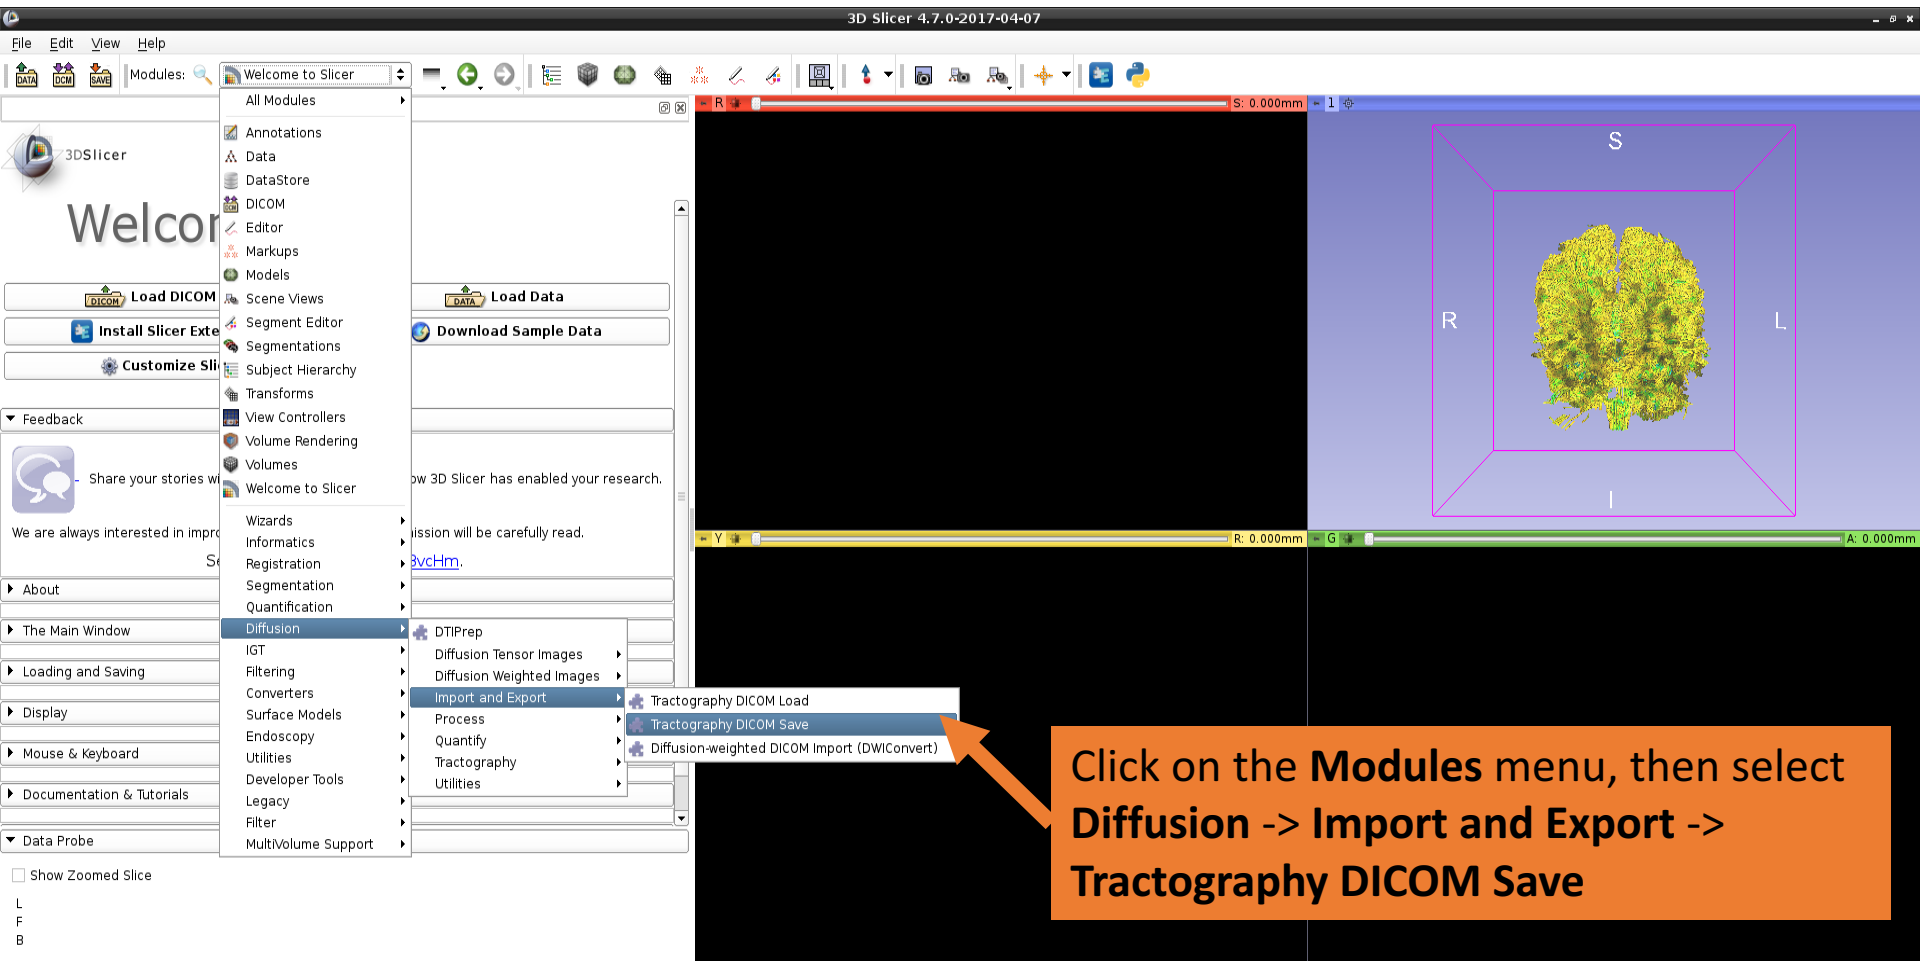 3D Slicer 4.7.0-2017-04-07
File Edit View Help
DATA DCM SAVE Modules: Welcome to Slicer
All Modules
Annotations
Data
DataStore
DICOM
Editor
Markups
Models
Scene Views
Segment Editor
Segmentations
Subject Hierarchy
Transforms
View Controllers
Volume Rendering
Volumes
Welcome to Slicer
Wizards
Informatics
Registration
Segmentation
Quantification
Diffusion
IGT
Filtering
Converters
Surface Models
Endoscopy
Utilities
Developer Tools
Legacy
Filter
MultiVolume Support
DTIPrep
Diffusion Tensor Images
Diffusion Weighted Images
Import and Export
Process
Quantify
Tractography
Utilities
Tractography DICOM Load
Tractography DICOM Save
Diffusion-weighted DICOM Import (DWIConvert)
3DSlicer
Welcor
DICOM Load DICOM
DATA Load Data
Install Slicer Exte
Download Sample Data
Customize Sli
Feedback
Share your stories wi ow 3D Slicer has enabled your research.
We are always interested in impro ission will be carefully read.
Se BvcHm.
About
The Main Window
Loading and Saving
Display
Mouse & Keyboard
Documentation & Tutorials
Data Probe
Show Zoomed Slice
L
F
B
R S: 0.000mm
1
S
R
L
I
Y R: 0.000mm
G A: 0.000mm
Click on the Modules menu, then select
Diffusion -> Import and Export ->
Tractography DICOM Save